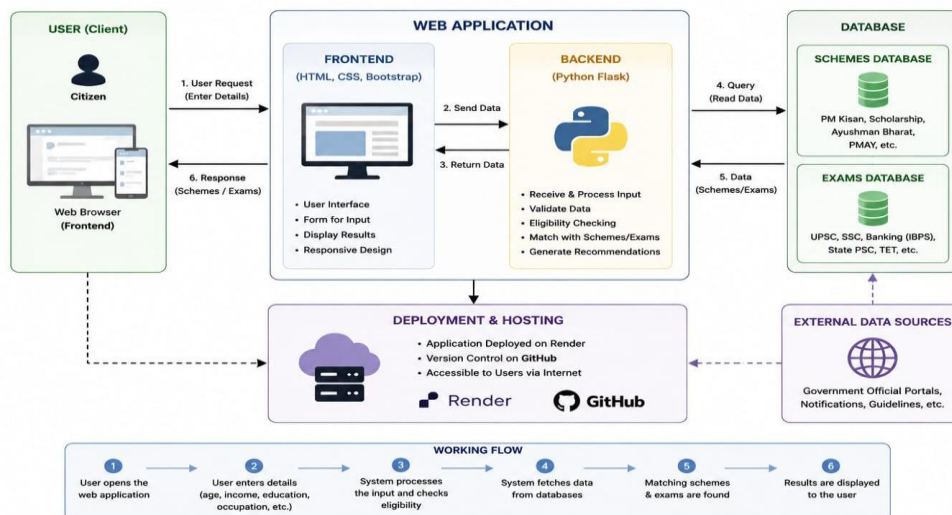 USER (Client)
Citizen
Web Browser
(Frontend)
1. User Request
(Enter Details)
6. Response
(Schemes / Exams)
WEB APPLICATION
FRONTEND
(HTML, CSS, Bootstrap)
• User Interface
• Form for Input
• Display Results
• Responsive Design
2. Send Data
3. Return Data
BACKEND
(Python Flask)
• Receive & Process Input
• Validate Data
• Eligibility Checking
• Match with Schemes/Exams
• Generate Recommendations
4. Query
(Read Data)
5. Data
(Schemes/Exams)
DATABASE
SCHEMES DATABASE
PM Kisan, Scholarship,
Ayushman Bharat,
PMAY, etc.
EXAMS DATABASE
UPSC, SSC, Banking (IBPS),
State PSC, TET, etc.
DEPLOYMENT & HOSTING
• Application Deployed on Render
• Version Control on GitHub
• Accessible to Users via Internet
Render
GitHub
EXTERNAL DATA SOURCES
Government Official Portals,
Notifications, Guidelines, etc.
WORKING FLOW
1
User opens the
web application
2
User enters details
(age, income, education,
occupation, etc.)
3
System processes
the input and checks
eligibility
4
System fetches data
from databases
5
Matching schemes
& exams are found
6
Results are displayed
to the user